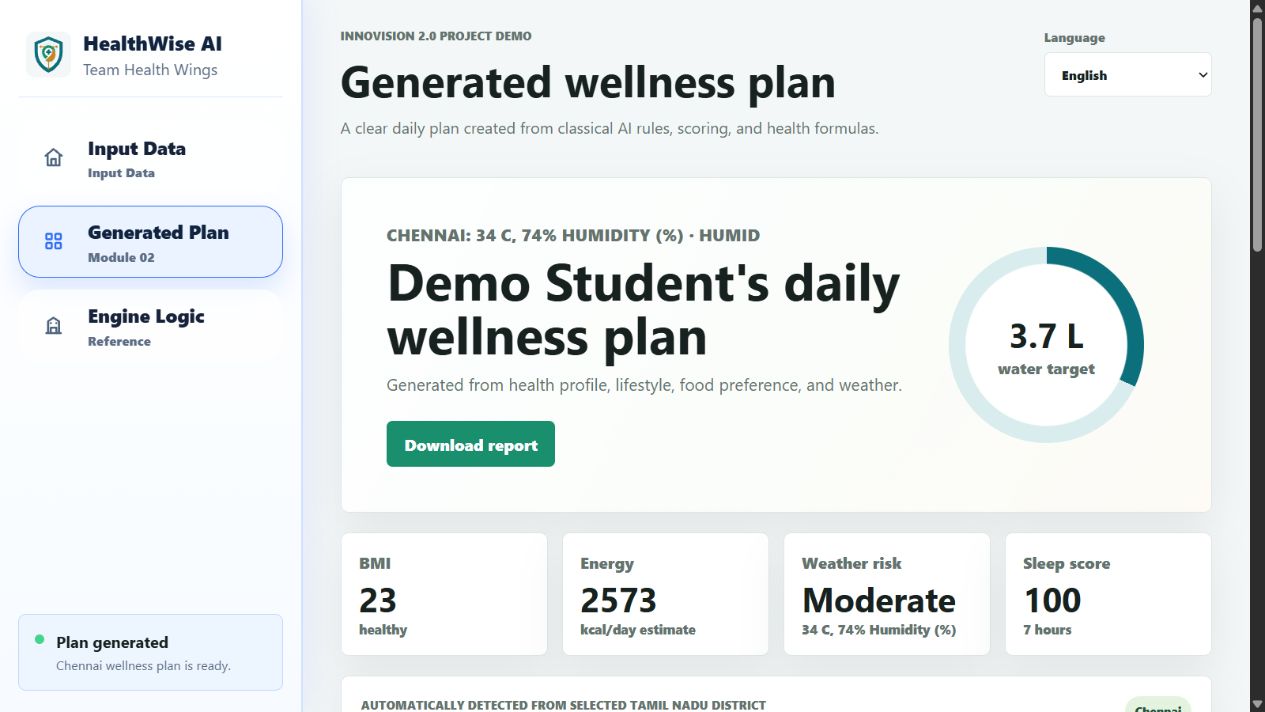 HealthWise AI
Team Health Wings
Input Data
Input Data
Generated Plan
Module 02
Engine Logic
Reference
Plan generated
Chennai wellness plan is ready.
INNOVISION 2.0 PROJECT DEMO
Generated wellness plan
A clear daily plan created from classical AI rules, scoring, and health formulas.
Language
English
CHENNAI: 34 C, 74% HUMIDITY (%) · HUMID
Demo Student's daily
wellness plan
Generated from health profile, lifestyle, food preference, and weather.
Download report
3.7 L
water target
BMI
23
healthy
Energy
2573
kcal/day estimate
Weather risk
Moderate
34 C, 74% Humidity (%)
Sleep score
100
7 hours
AUTOMATICALLY DETECTED FROM SELECTED TAMIL NADU DISTRICT
Chennai